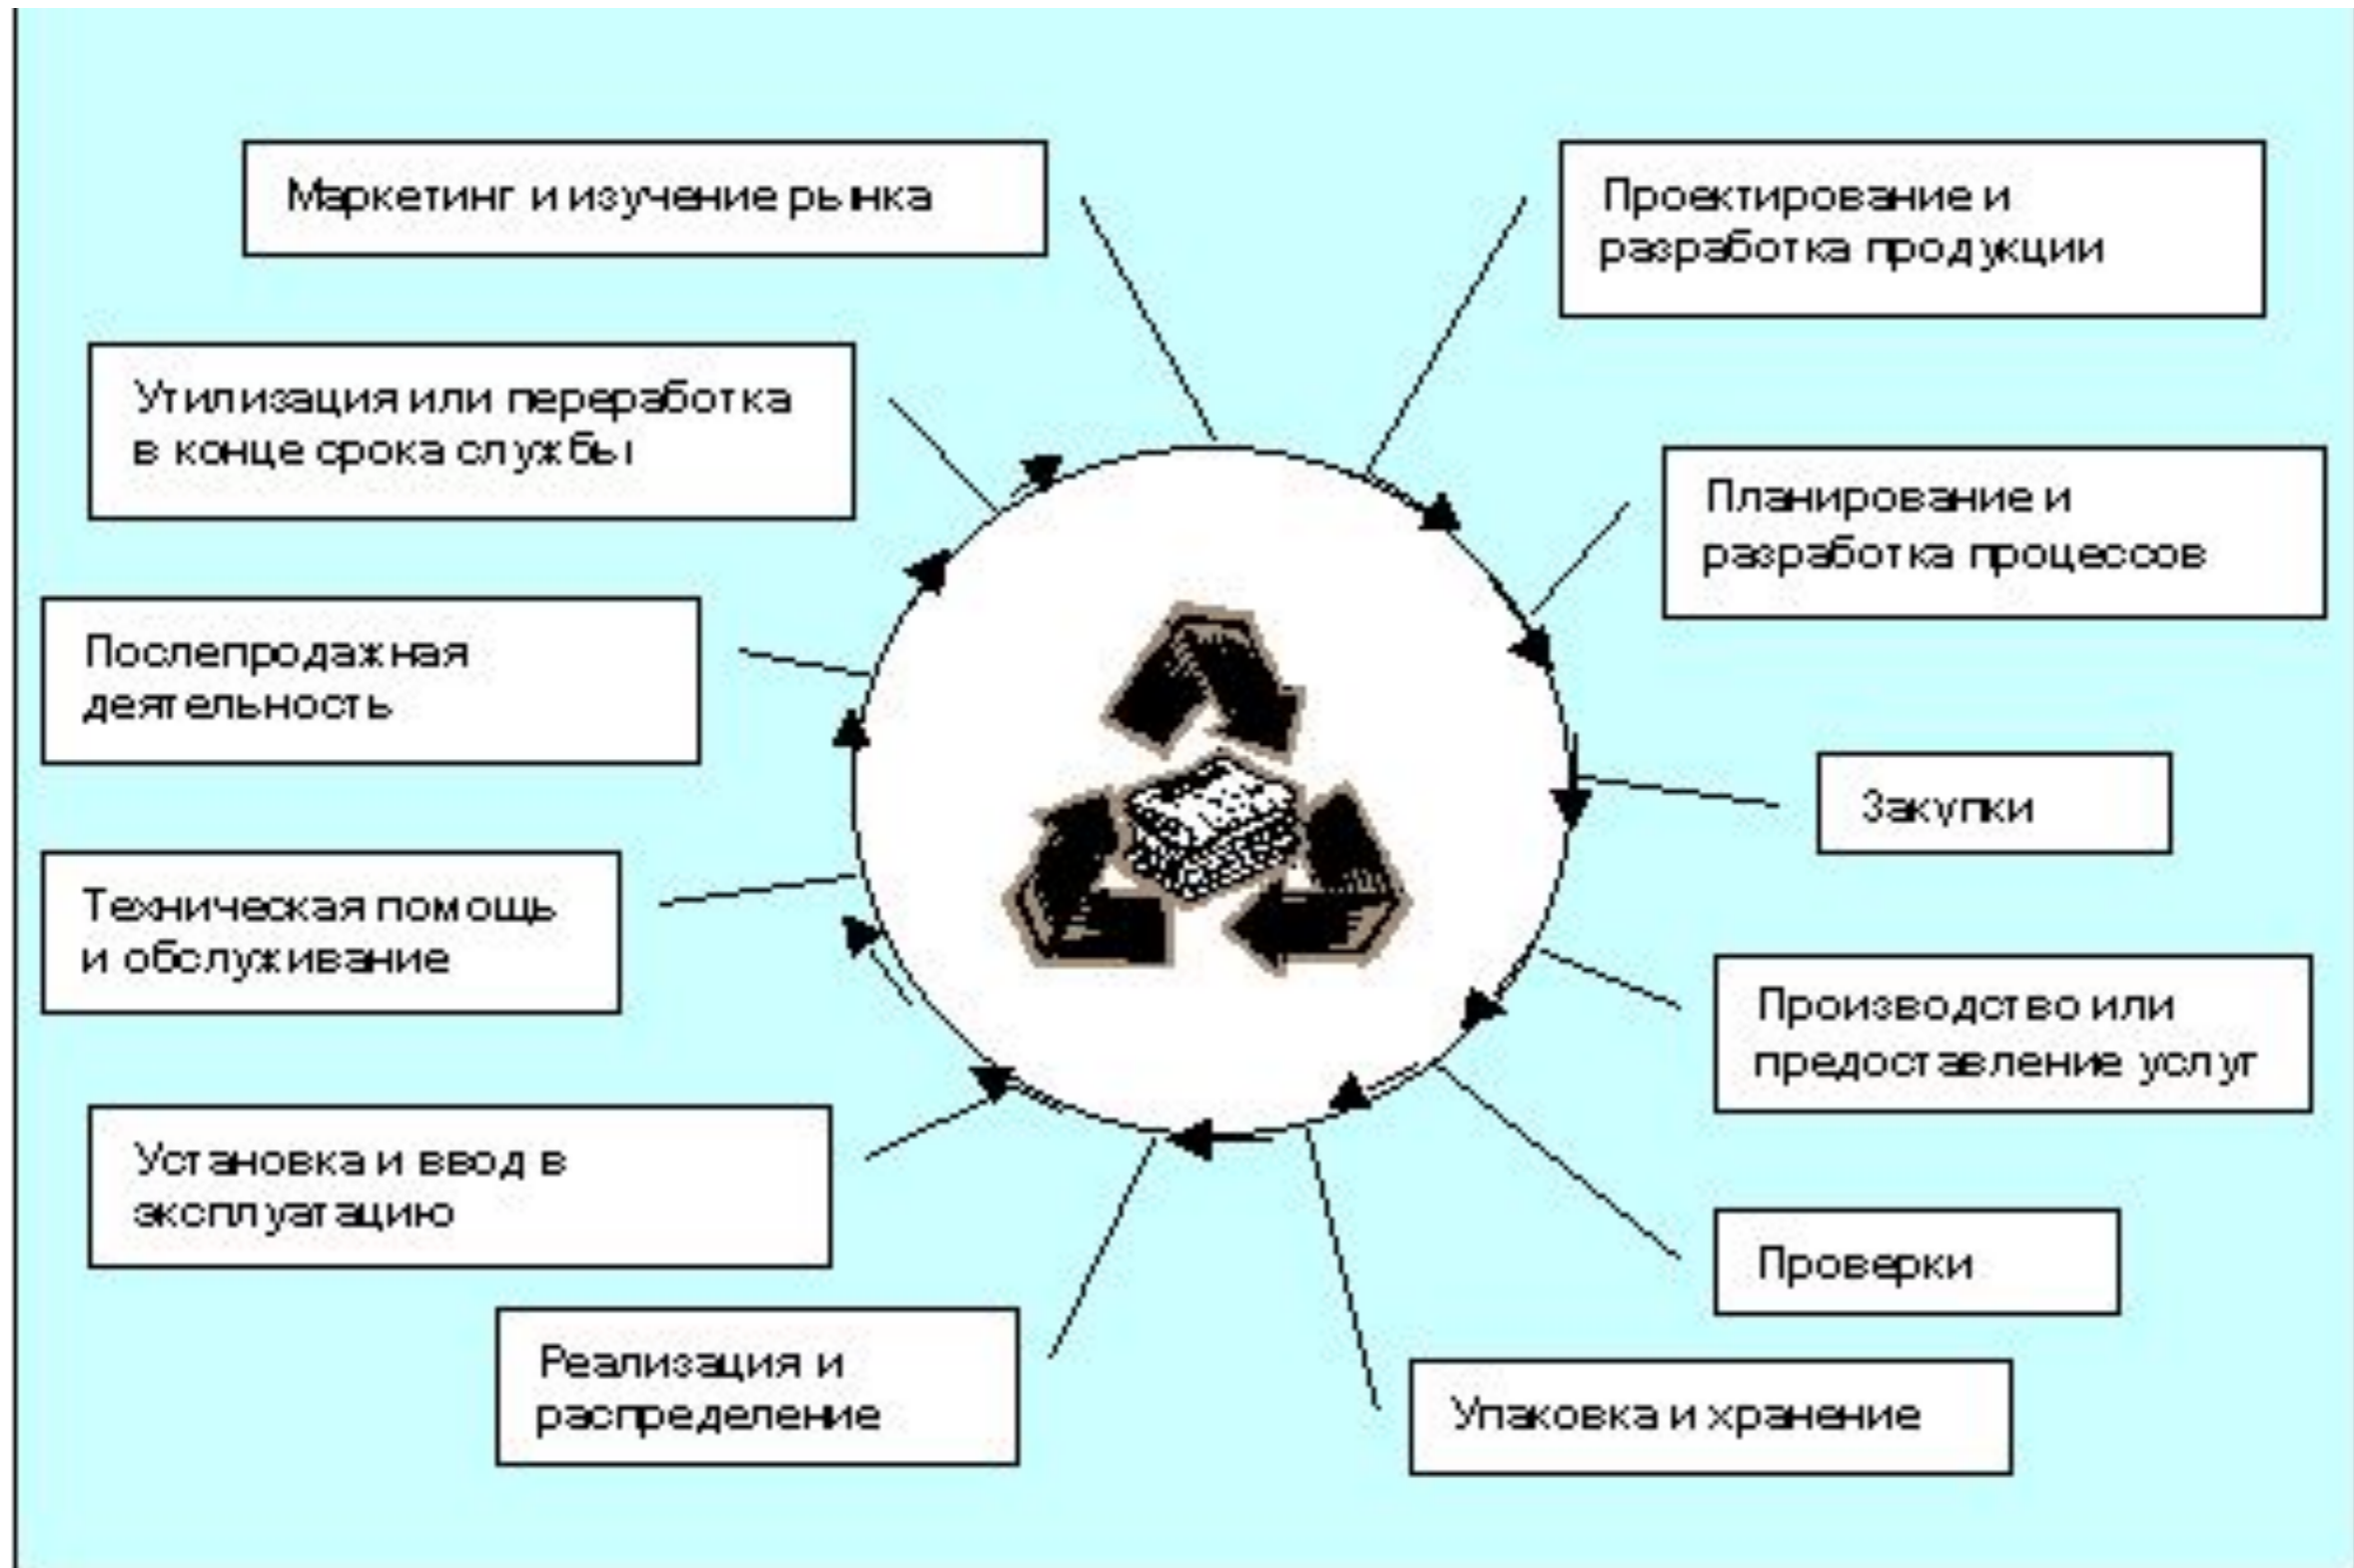 Маркетинг и изучение рынка
Проектирование и
разработка продукции
Планирование и
разработка процессов
Закупки
Производство или
предоставление услуг
Проверки
Упаковка и хранение
Реализация и
распределение
Установка и ввод в
эксплуатацию
Техническая помощь
и обслуживание
Послепродажная
деятельность
Утилизация или переработка
в конце срока службы